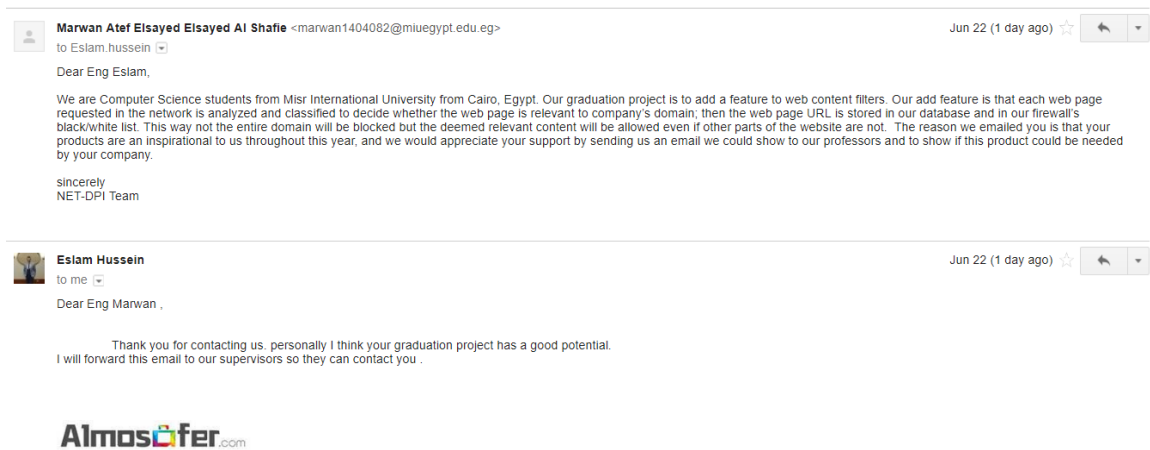 Marwan Atef Elsayed Elsayed Al Shafie <marwan1404082@miuegypt.edu.eg> Jun 22 (1 day ago)
to Eslam.hussein
Dear Eng Eslam,
We are Computer Science students from Misr International University from Cairo, Egypt. Our graduation project is to add a feature to web content filters. Our add feature is that each web page
requested in the network is analyzed and classified to decide whether the web page is relevant to company's domain; then the web page URL is stored in our database and in our firewall's
black/white list. This way not the entire domain will be blocked but the deemed relevant content will be allowed even if other parts of the website are not.  The reason we emailed you is that your
products are an inspirational to us throughout this year, and we would appreciate your support by sending us an email we could show to our professors and to show if this product could be needed
by your company.
sincerely
NET-DPI Team
Eslam Hussein Jun 22 (1 day ago)
to me
Dear Eng Marwan ,
Thank you for contacting us. personally I think your graduation project has a good potential.
I will forward this email to our supervisors so they can contact you .
Almosafer.com